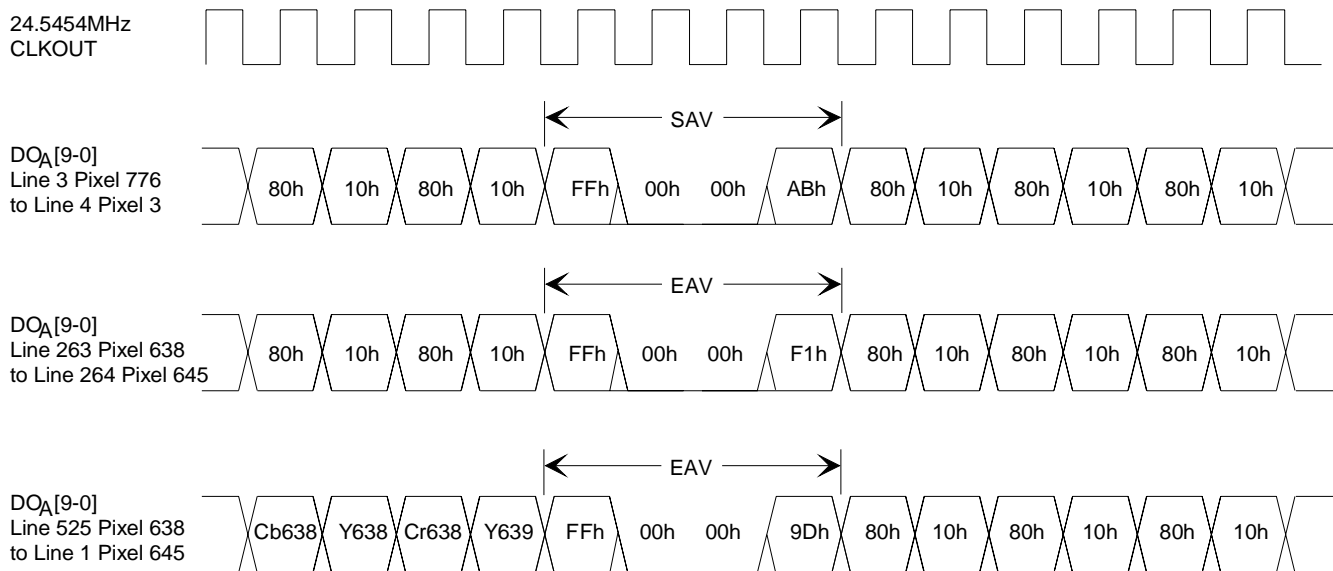 24.5454MHz
CLKOUT
SAV
DOA[9-0]
Line 3 Pixel 776
to Line 4 Pixel 3
80h 10h 80h 10h FFh 00h 00h ABh 80h 10h 80h 10h 80h 10h
EAV
DOA[9-0]
Line 263 Pixel 638
to Line 264 Pixel 645
80h 10h 80h 10h FFh 00h 00h F1h 80h 10h 80h 10h 80h 10h
EAV
DOA[9-0]
Line 525 Pixel 638
to Line 1 Pixel 645
Cb638 Y638 Cr638 Y639 FFh 00h 00h 9Dh 80h 10h 80h 10h 80h 10h